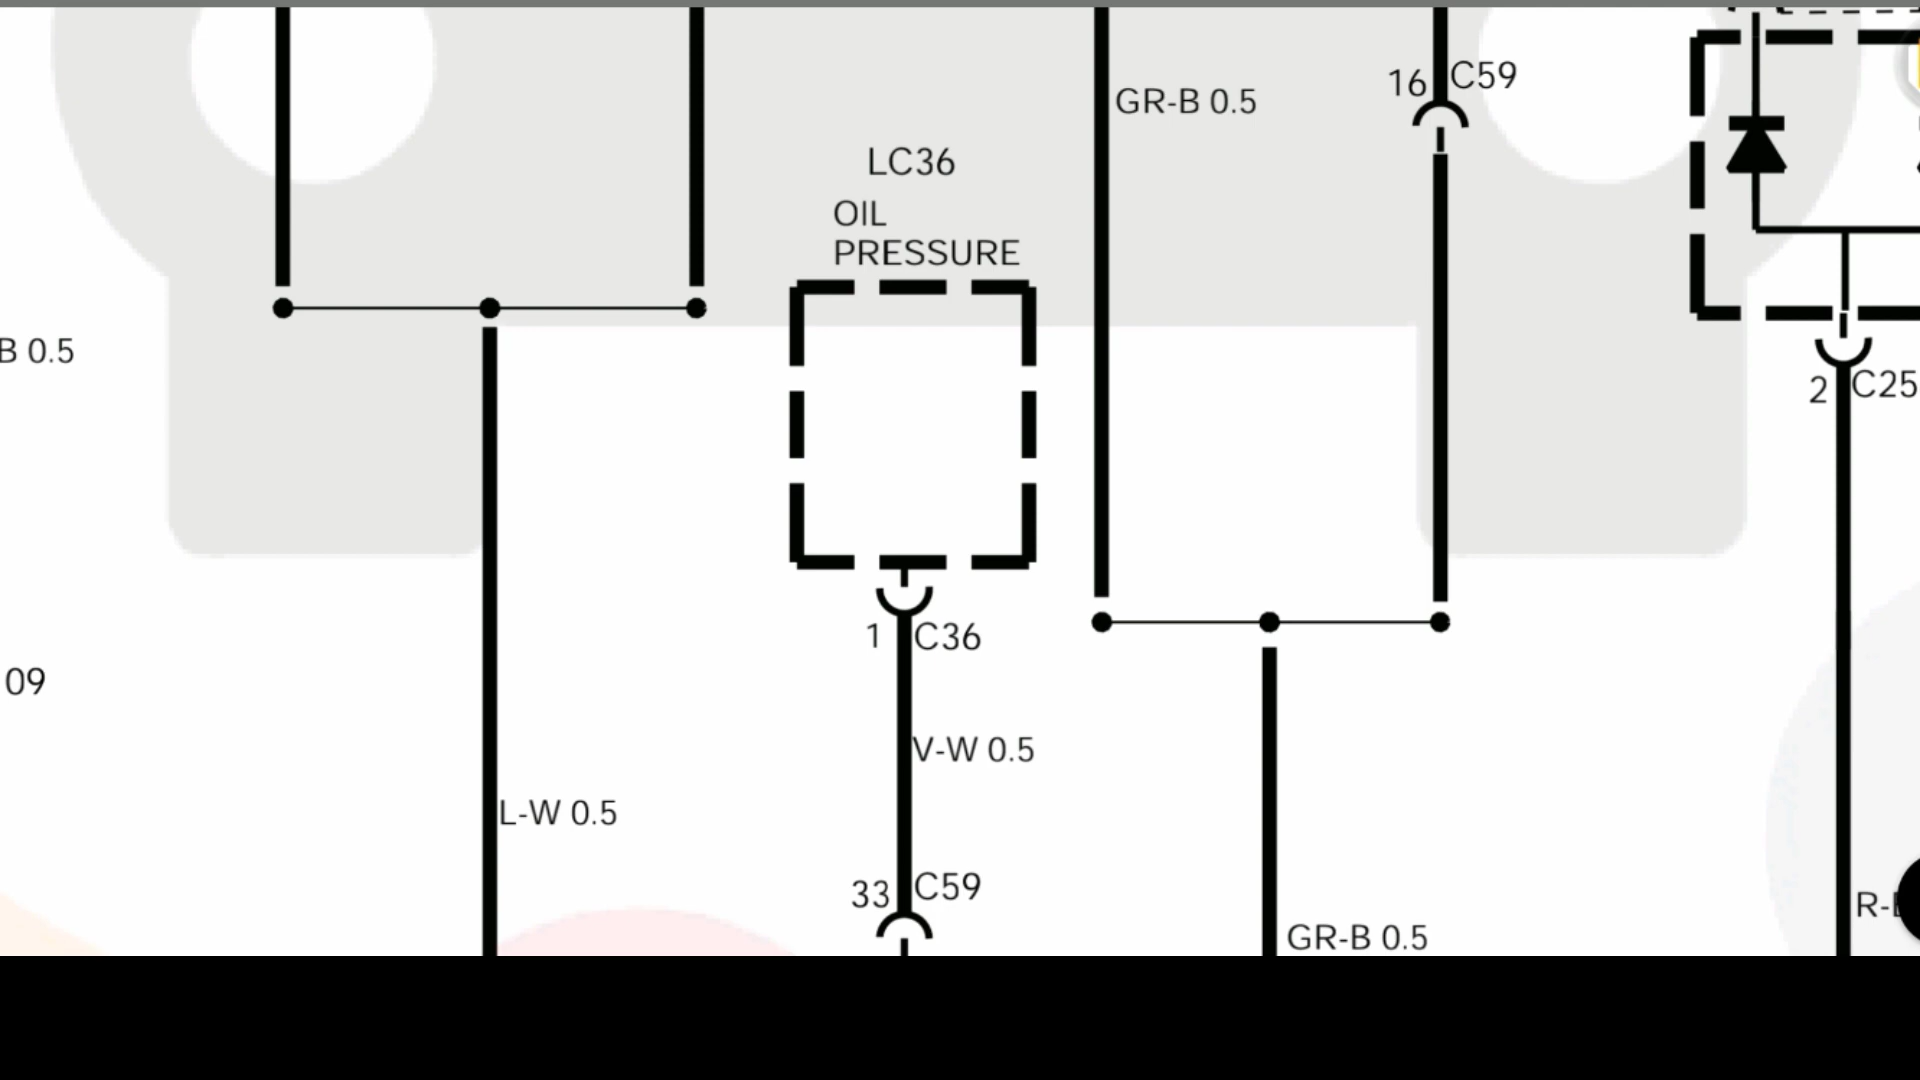 16 C59
GR-B 0.5
LC36
OIL
PRESSURE
B 0.5
2 C25
1 C36
09
V-W 0.5
L-W 0.5
33 C59
R-
GR-B 0.5